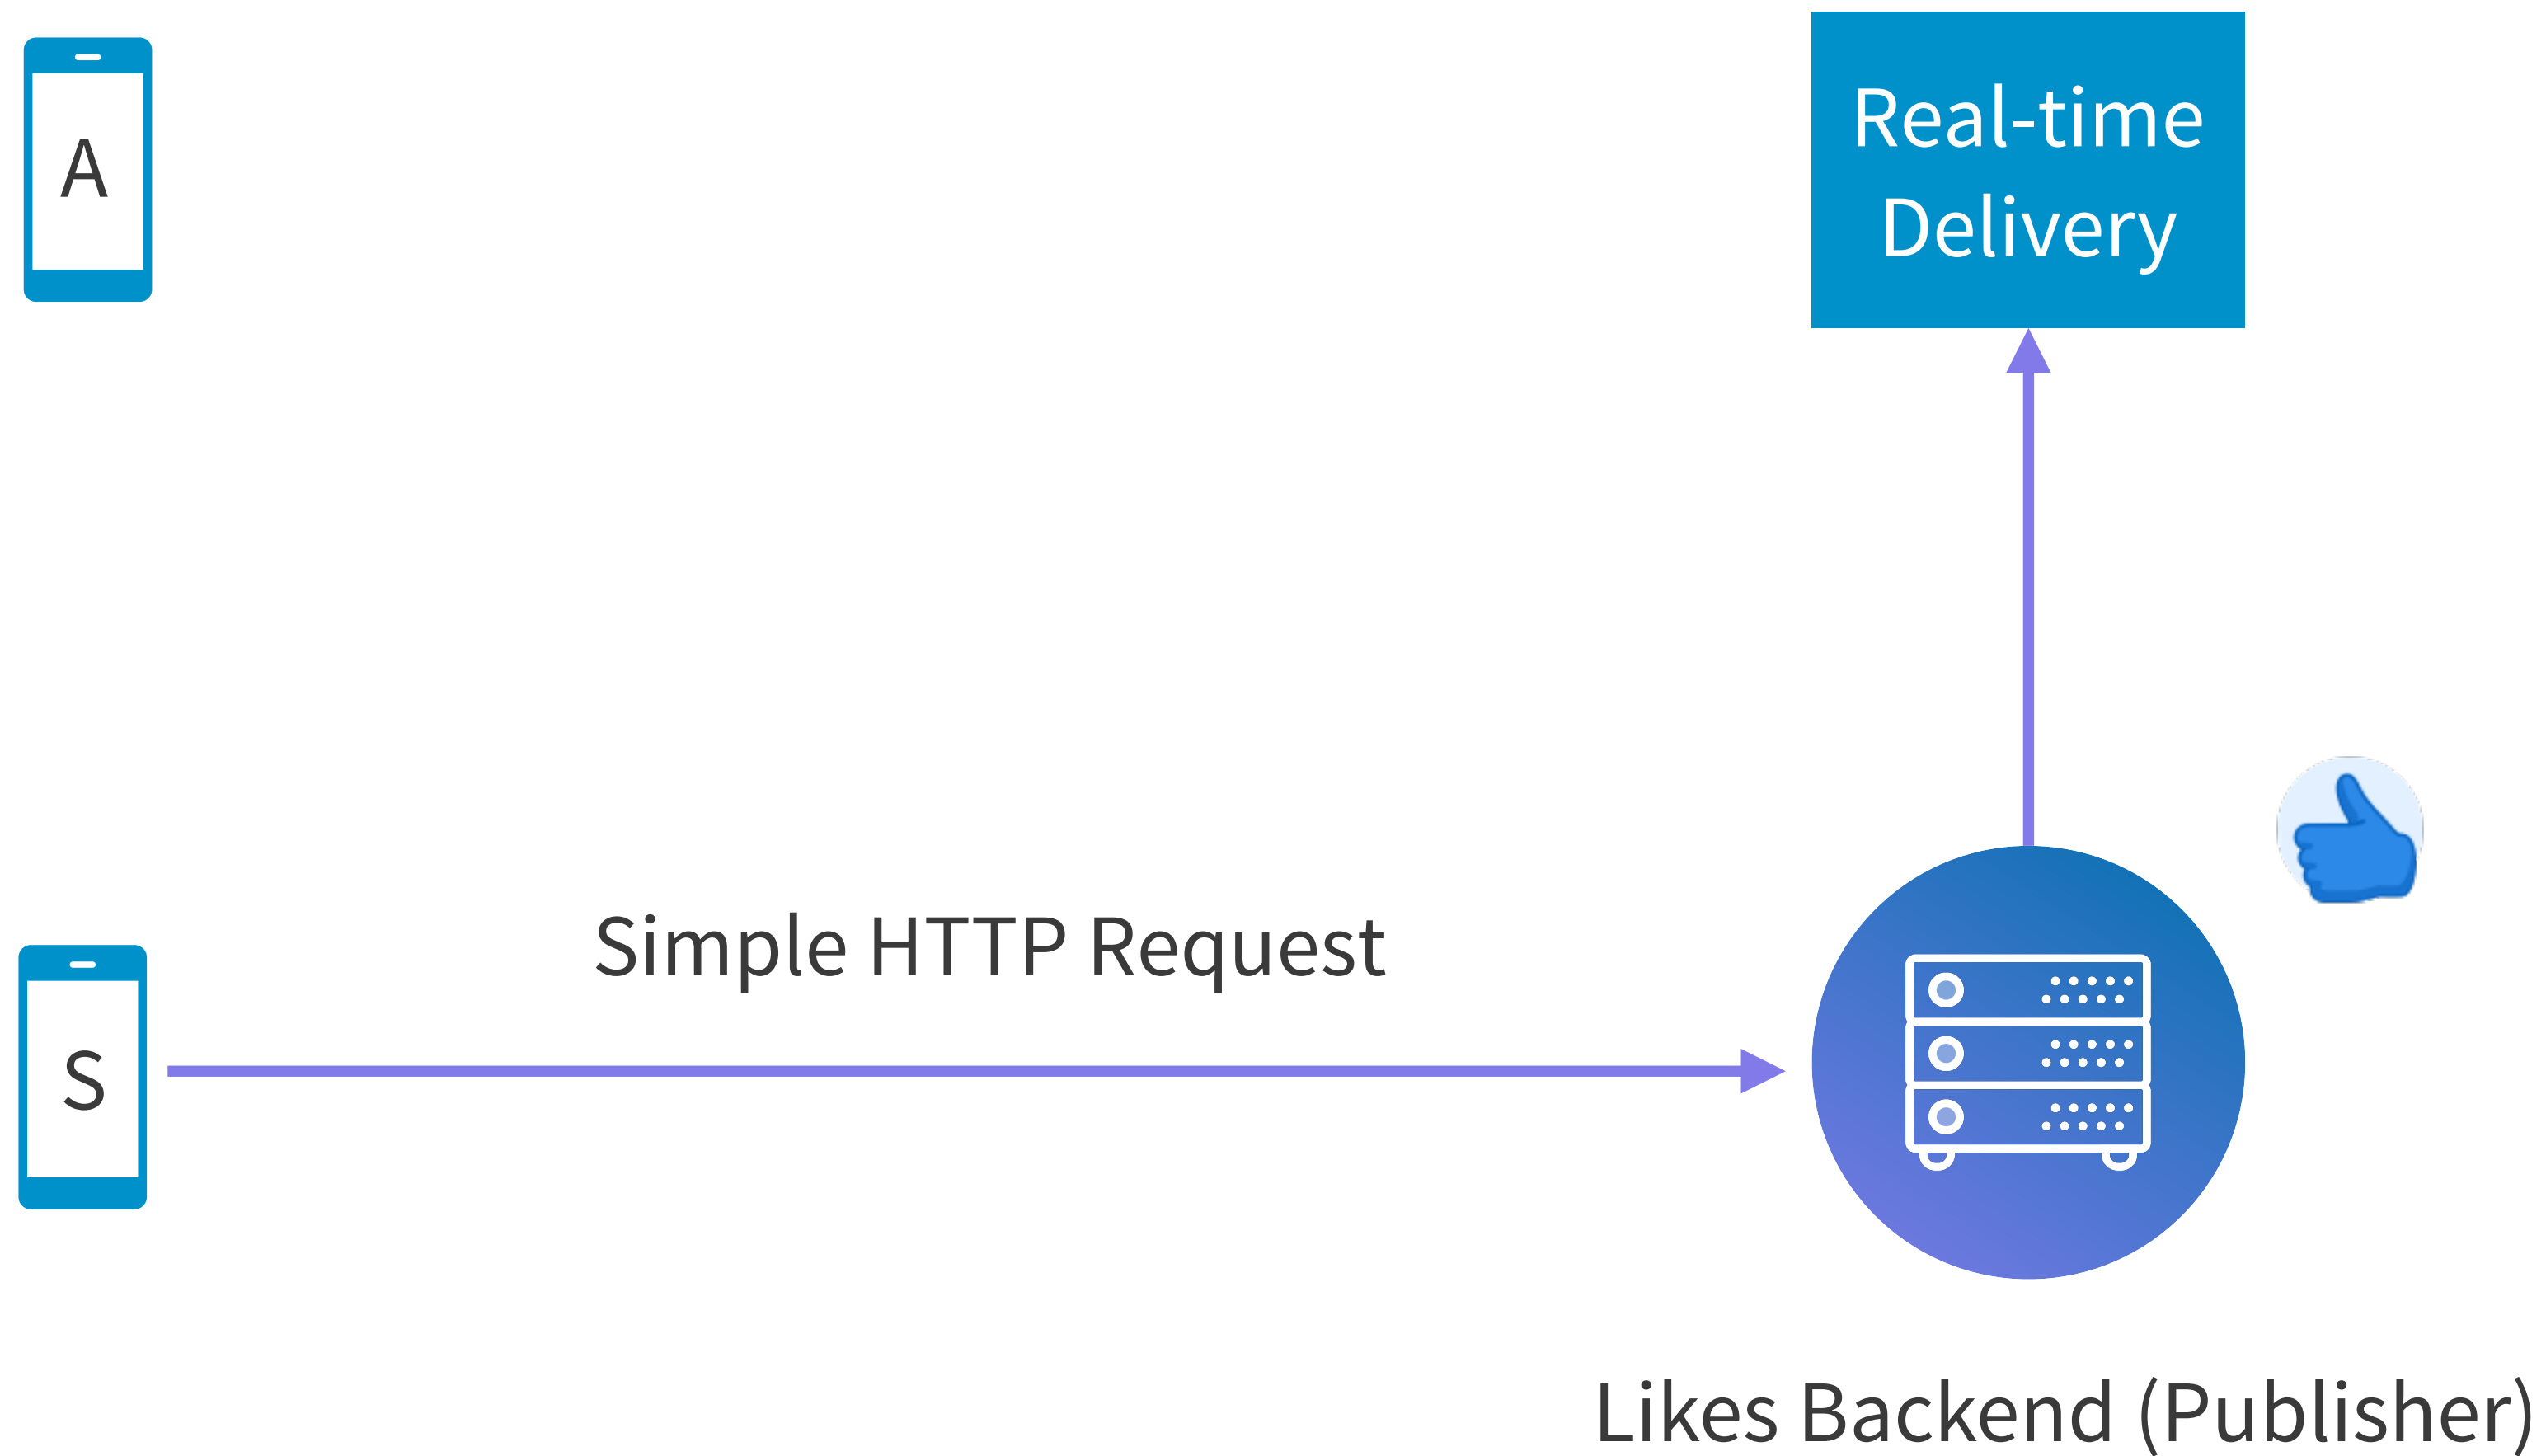 A
Real-time
Delivery
Simple HTTP Request
S
Likes Backend (Publisher)